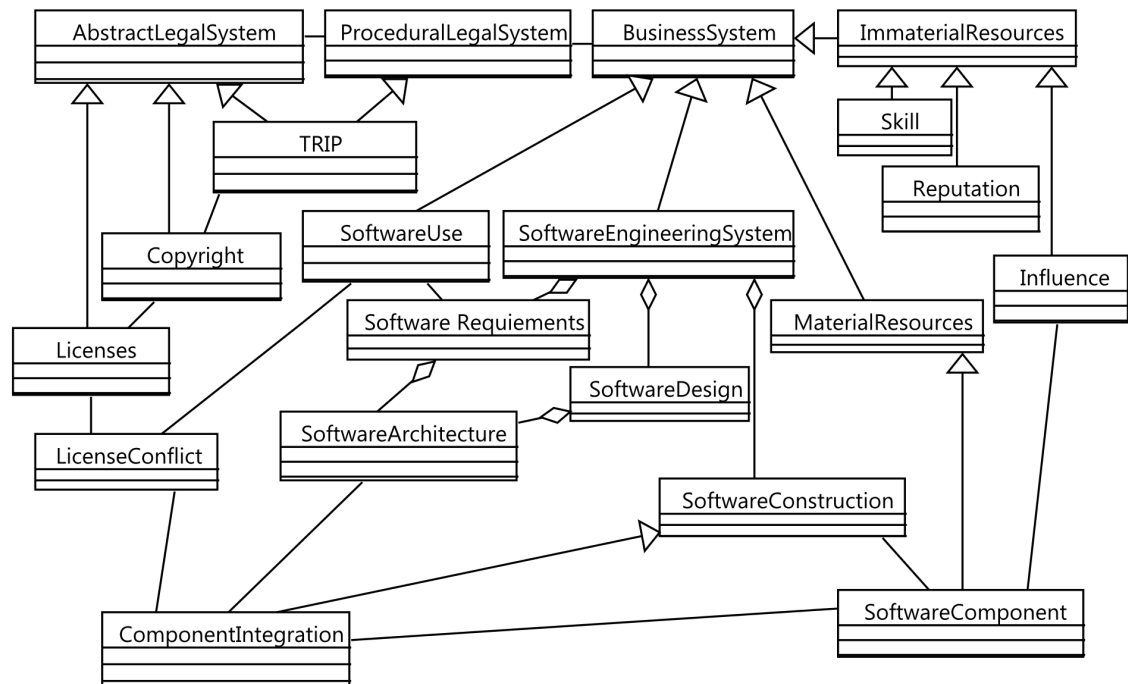 AbstractLegalSystem
ProceduralLegalSystem
BusinessSystem
ImmaterialResources
Skill
TRIP
Reputation
SoftwareUse
SoftwareEngineeringSystem
Copyright
Influence
Software Requiements
MaterialResources
Licenses
SoftwareDesign
SoftwareArchitecture
LicenseConflict
SoftwareConstruction
SoftwareComponent
ComponentIntegration